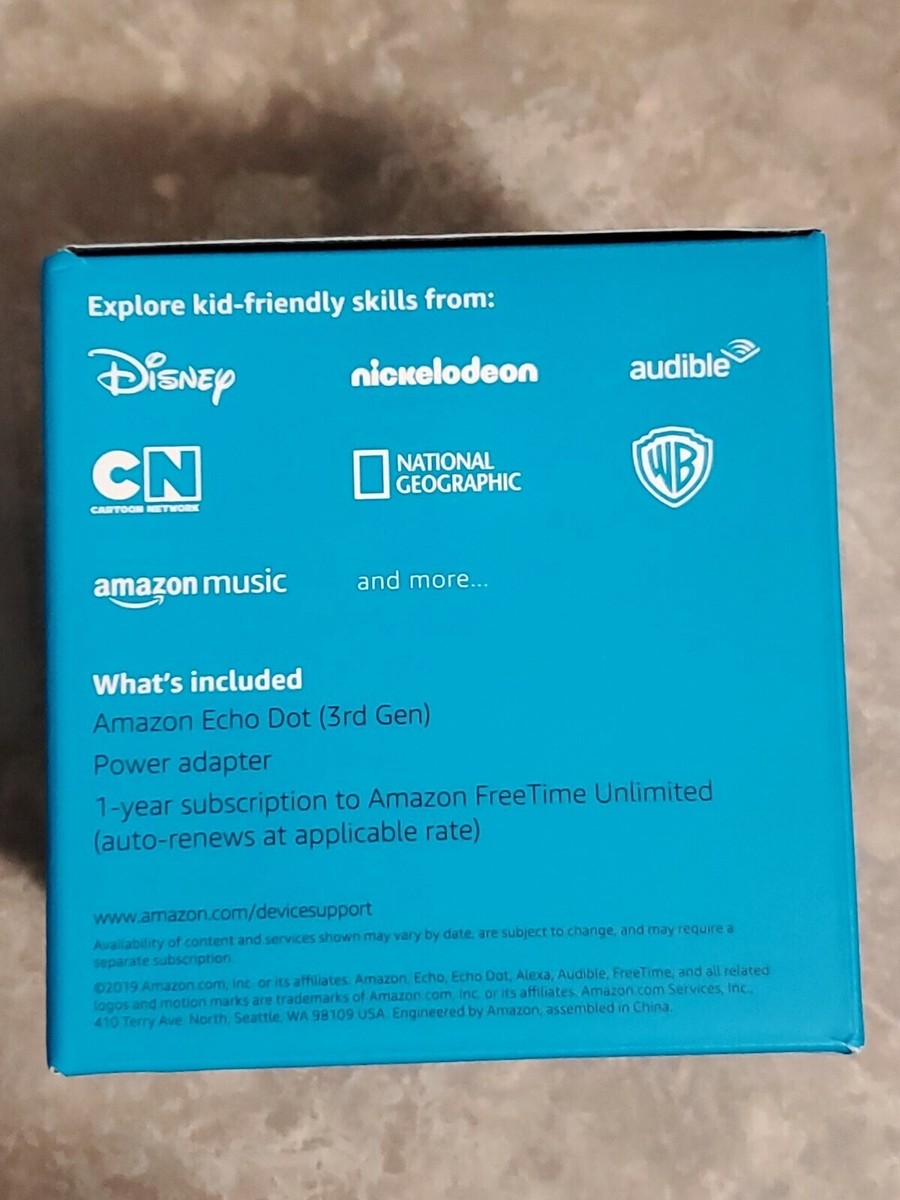 Explore kid-friendly skills from:
Disney nickelodeon audible
CN NATIONAL GEOGRAPHIC WB
CARTOON NETWORK
amazon music and more...
What's included
Amazon Echo Dot (3rd Gen)
Power adapter
1-year subscription to Amazon FreeTime Unlimited
(auto-renews at applicable rate)
www.amazon.com/devicesupport
Availability of content and services shown may vary by date, are subject to change, and may require a
separate subscription.
©2019 Amazon.com, Inc. or its affiliates. Amazon, Echo, Echo Dot, Alexa, Audible, FreeTime, and all related
logos and motion marks are trademarks of Amazon.com, Inc. or its affiliates. Amazon.com Services, Inc.,
410 Terry Ave. North, Seattle, WA 98109 USA. Engineered by Amazon, assembled in China.